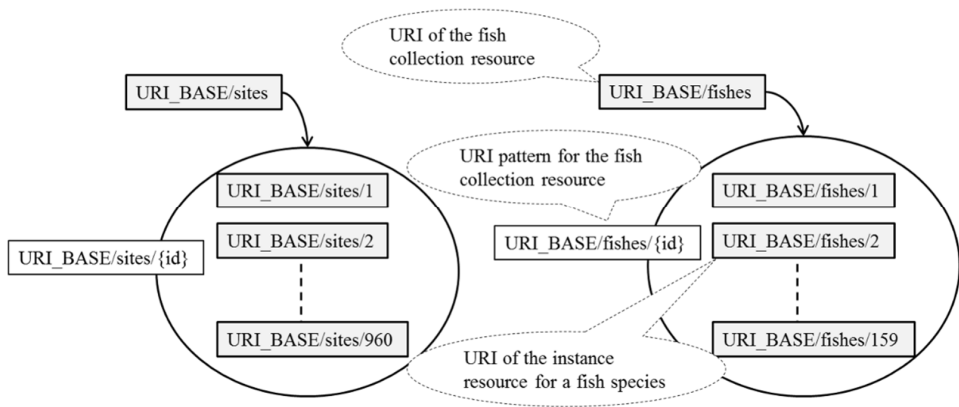 URI of the fish
collection resource
URI_BASE/sites
URI_BASE/fishes
URI pattern for the fish
collection resource
URI_BASE/sites/1
URI_BASE/fishes/1
URI_BASE/sites/2
URI_BASE/fishes/{id}
URI_BASE/fishes/2
URI_BASE/sites/{id}
URI_BASE/sites/960
URI_BASE/fishes/159
URI of the instance
resource for a fish species